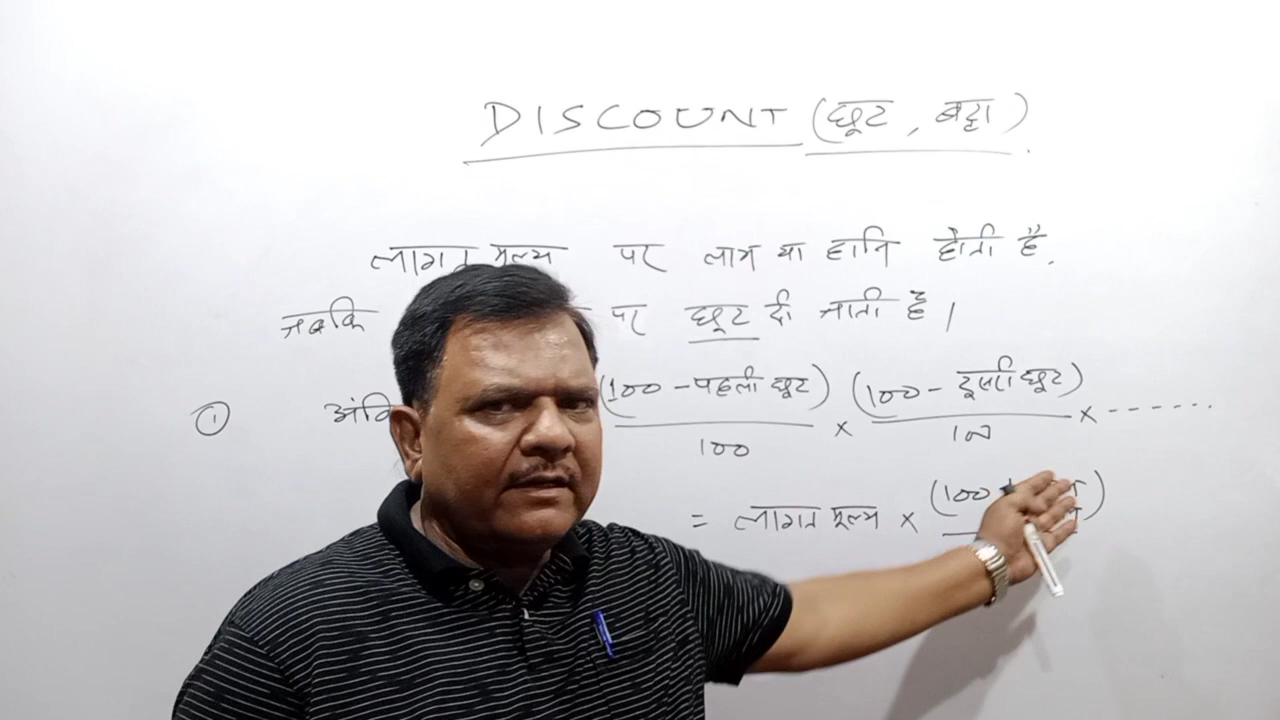 DISCOUNT (छूट, बट्टा)
लागत मूल्य पर लाभ या हानि होती है.
जबकि पर छूट दी जाती है।
① (100 - पहली छूट) / 100 × (100 - दूसरी छूट) / 100 × ------
= लागत मूल्य × (100